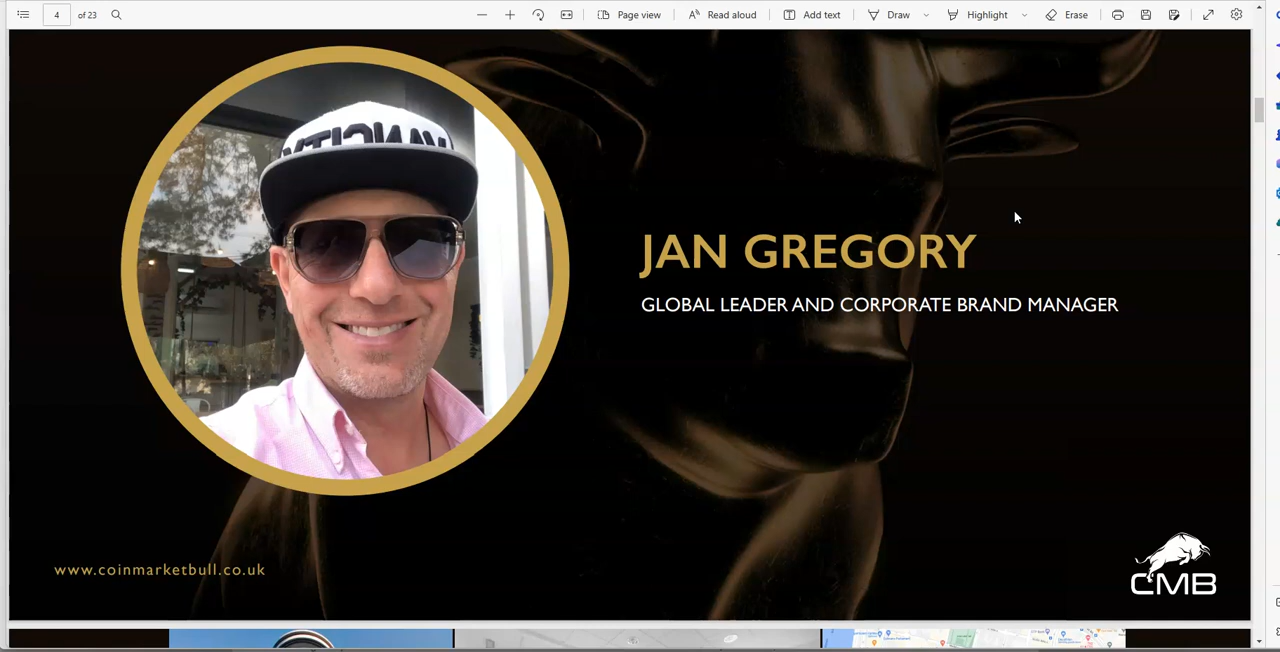 4 of 23 Page view Read aloud Add text Draw Highlight Erase
JAN GREGORY
GLOBAL LEADER AND CORPORATE BRAND MANAGER
www.coinmarketbull.co.uk
CMB